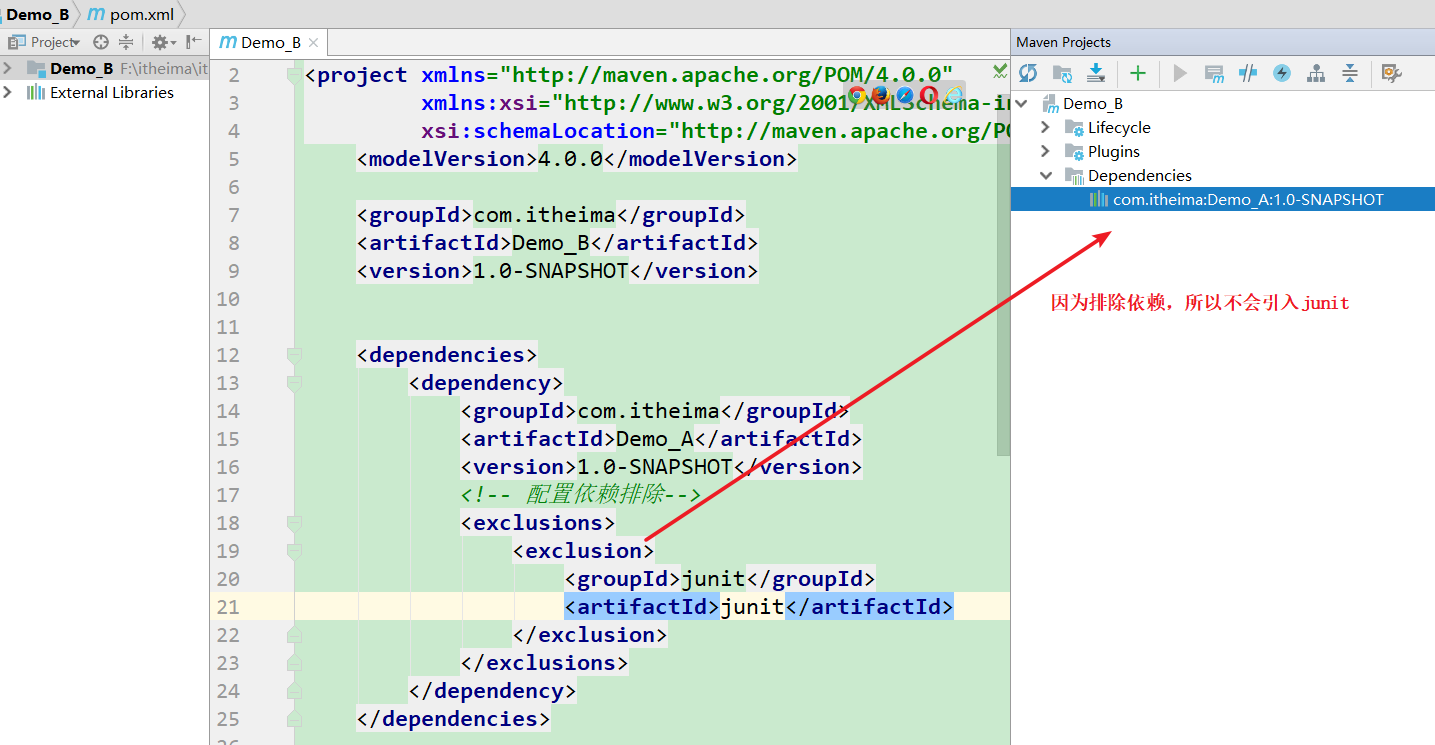 Demo_B
pom.xml
Project
Demo_B
Maven Projects
Demo_B F:\itheima\it
External Libraries
2 <project xmlns="http://maven.apache.org/POM/4.0.0"
3 xmlns:xsi="http://www.w3.org/2001/XMLSchema-i
4 xsi:schemaLocation="http://maven.apache.org/PO
5 <modelVersion>4.0.0</modelVersion>
6
7 <groupId>com.itheima</groupId>
8 <artifactId>Demo_B</artifactId>
9 <version>1.0-SNAPSHOT</version>
10
11
12 <dependencies>
13 <dependency>
14 <groupId>com.itheima</groupId>
15 <artifactId>Demo_A</artifactId>
16 <version>1.0-SNAPSHOT</version>
17 <!-- 配置依赖排除-->
18 <exclusions>
19 <exclusion>
20 <groupId>junit</groupId>
21 <artifactId>junit</artifactId>
22 </exclusion>
23 </exclusions>
24 </dependency>
25 </dependencies>
Demo_B
Lifecycle
Plugins
Dependencies
com.itheima:Demo_A:1.0-SNAPSHOT
因为排除依赖，所以不会引入junit